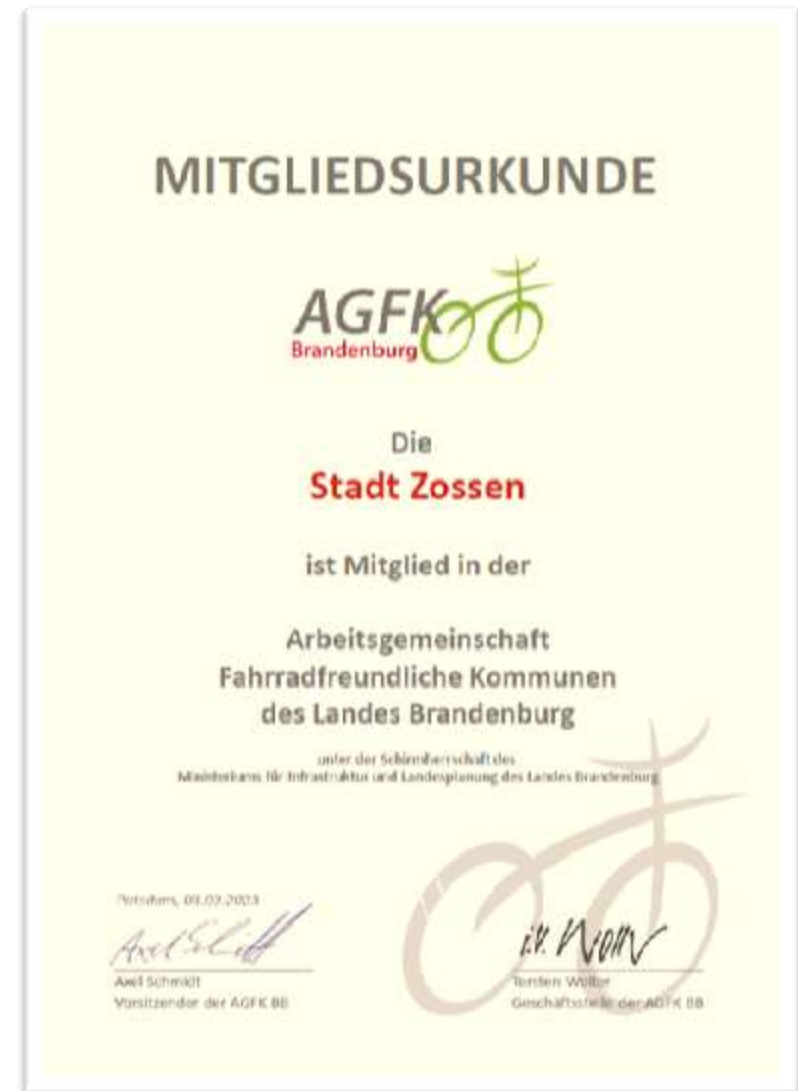 MITGLIEDSURKUNDE
AGFK
Brandenburg
Die
Stadt Zossen
ist Mitglied in der
Arbeitsgemeinschaft
Fahrradfreundliche Kommunen
des Landes Brandenburg
unter der Schirmherrschaft des
Ministeriums für Infrastruktur und Landesplanung des Landes Brandenburg
Potsdam,
Axel Schmidt
Vorsitzender der AGFK BB
i.V.
Torsten
Geschäftsstelle der AGFK BB